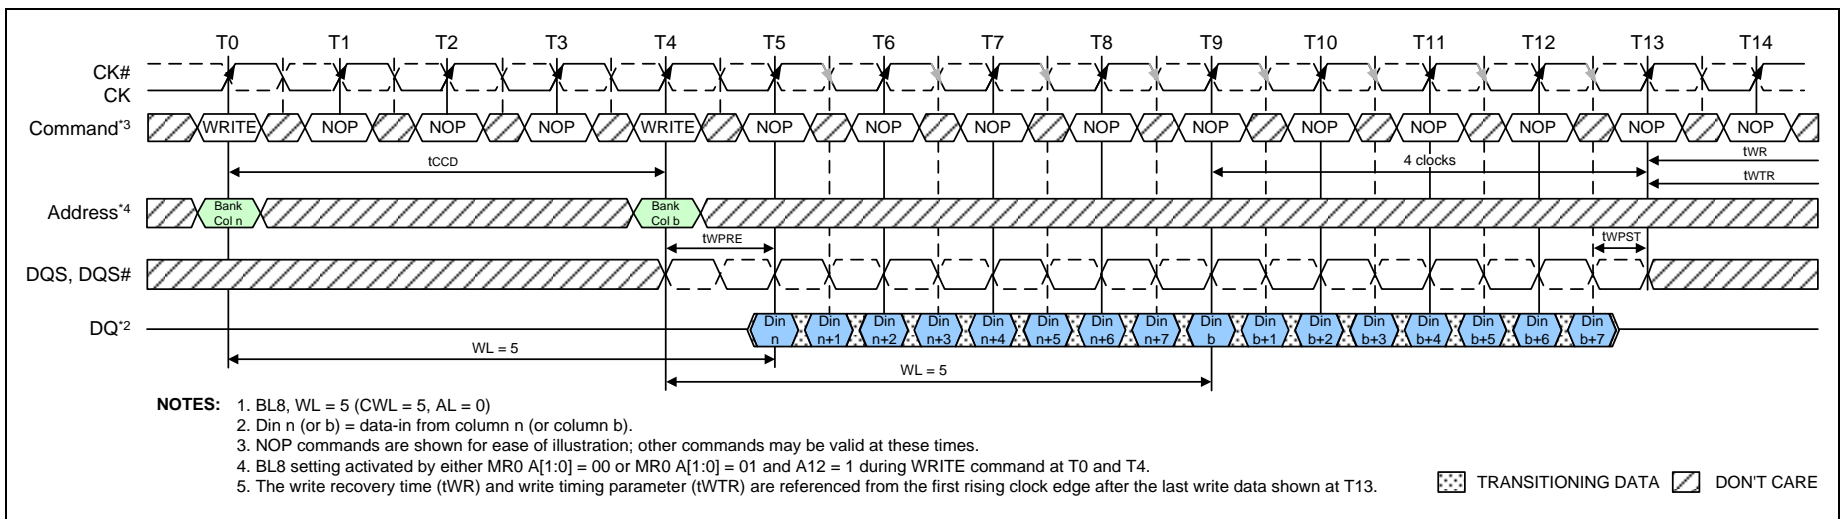 T0 T1 T2 T3 T4 T5 T6 T7 T8 T9 T10 T11 T12 T13 T14
CK#
CK
Command*3 WRITE NOP NOP NOP WRITE NOP NOP NOP NOP NOP NOP NOP NOP NOP NOP
tCCD 4 clocks tWR
tWTR
Address*4 Bank Col n Bank Col b
tWPRE tWPST
DQS, DQS#
DQ*2 Din n Din n+1 Din n+2 Din n+3 Din n+4 Din n+5 Din n+6 Din n+7 Din b Din b+1 Din b+2 Din b+3 Din b+4 Din b+5 Din b+6 Din b+7
WL = 5
WL = 5
NOTES: 1. BL8, WL = 5 (CWL = 5, AL = 0)
2. Din n (or b) = data-in from column n (or column b).
3. NOP commands are shown for ease of illustration; other commands may be valid at these times.
4. BL8 setting activated by either MR0 A[1:0] = 00 or MR0 A[1:0] = 01 and A12 = 1 during WRITE command at T0 and T4.
5. The write recovery time (tWR) and write timing parameter (tWTR) are referenced from the first rising clock edge after the last write data shown at T13.
TRANSITIONING DATA DON'T CARE